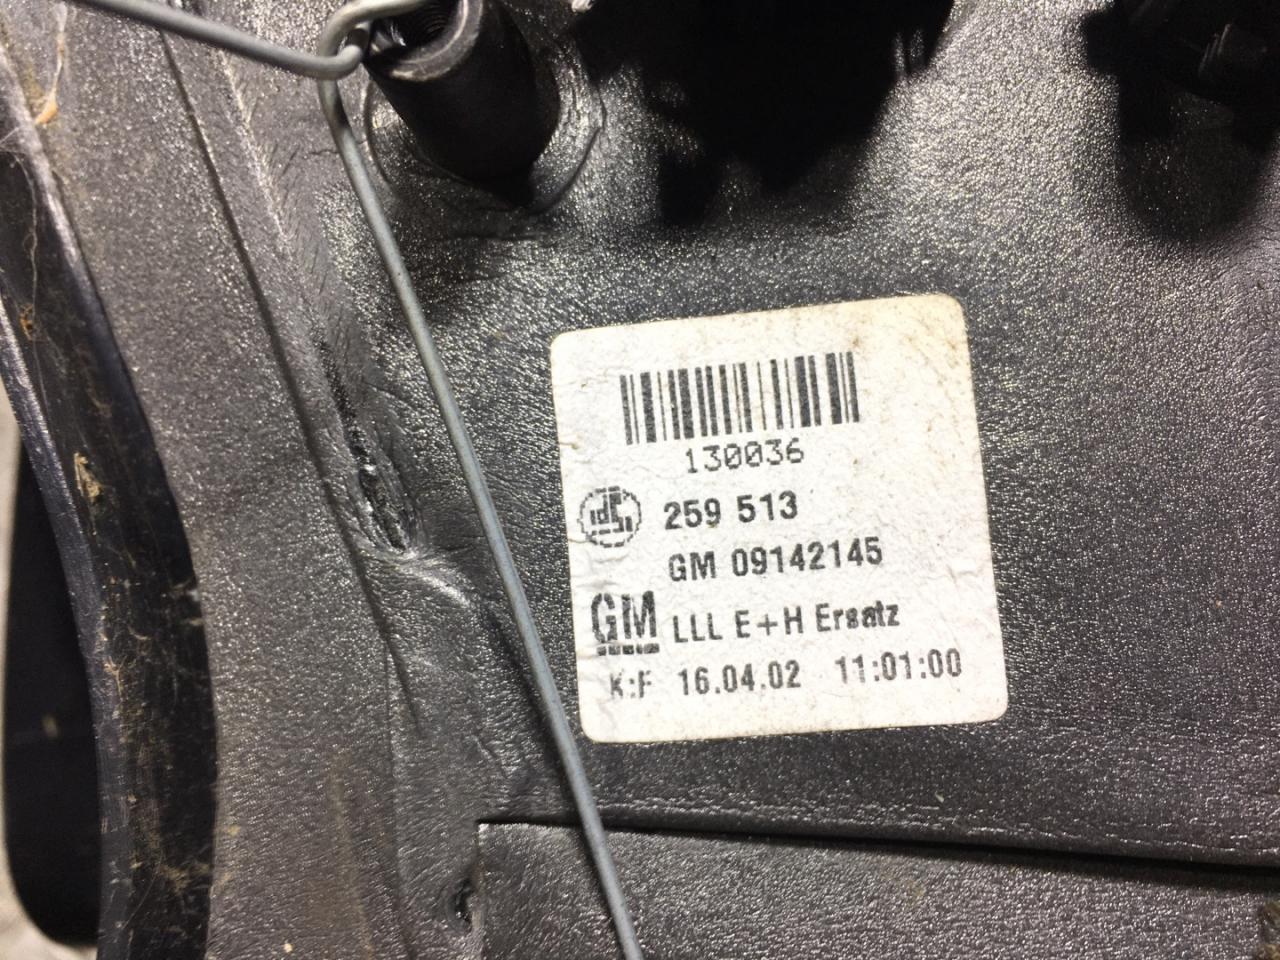 130036
259 513
GM 09142145
GM LLL E+H Ersatz
K:F 16.04.02 11:01:00